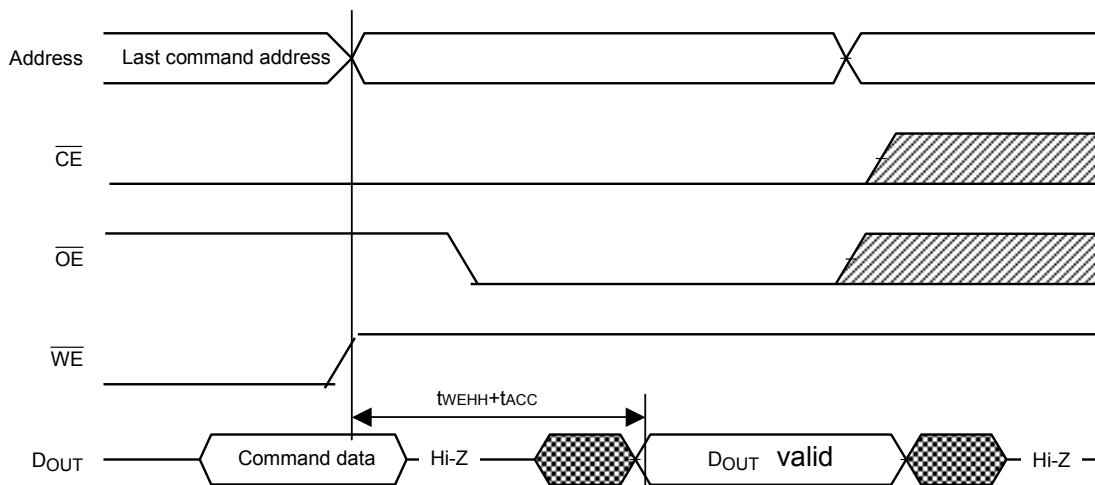 Address Last command address
CE
OE
WE
tWEHH+tACC
DOUT Command data Hi-Z DOUT valid Hi-Z